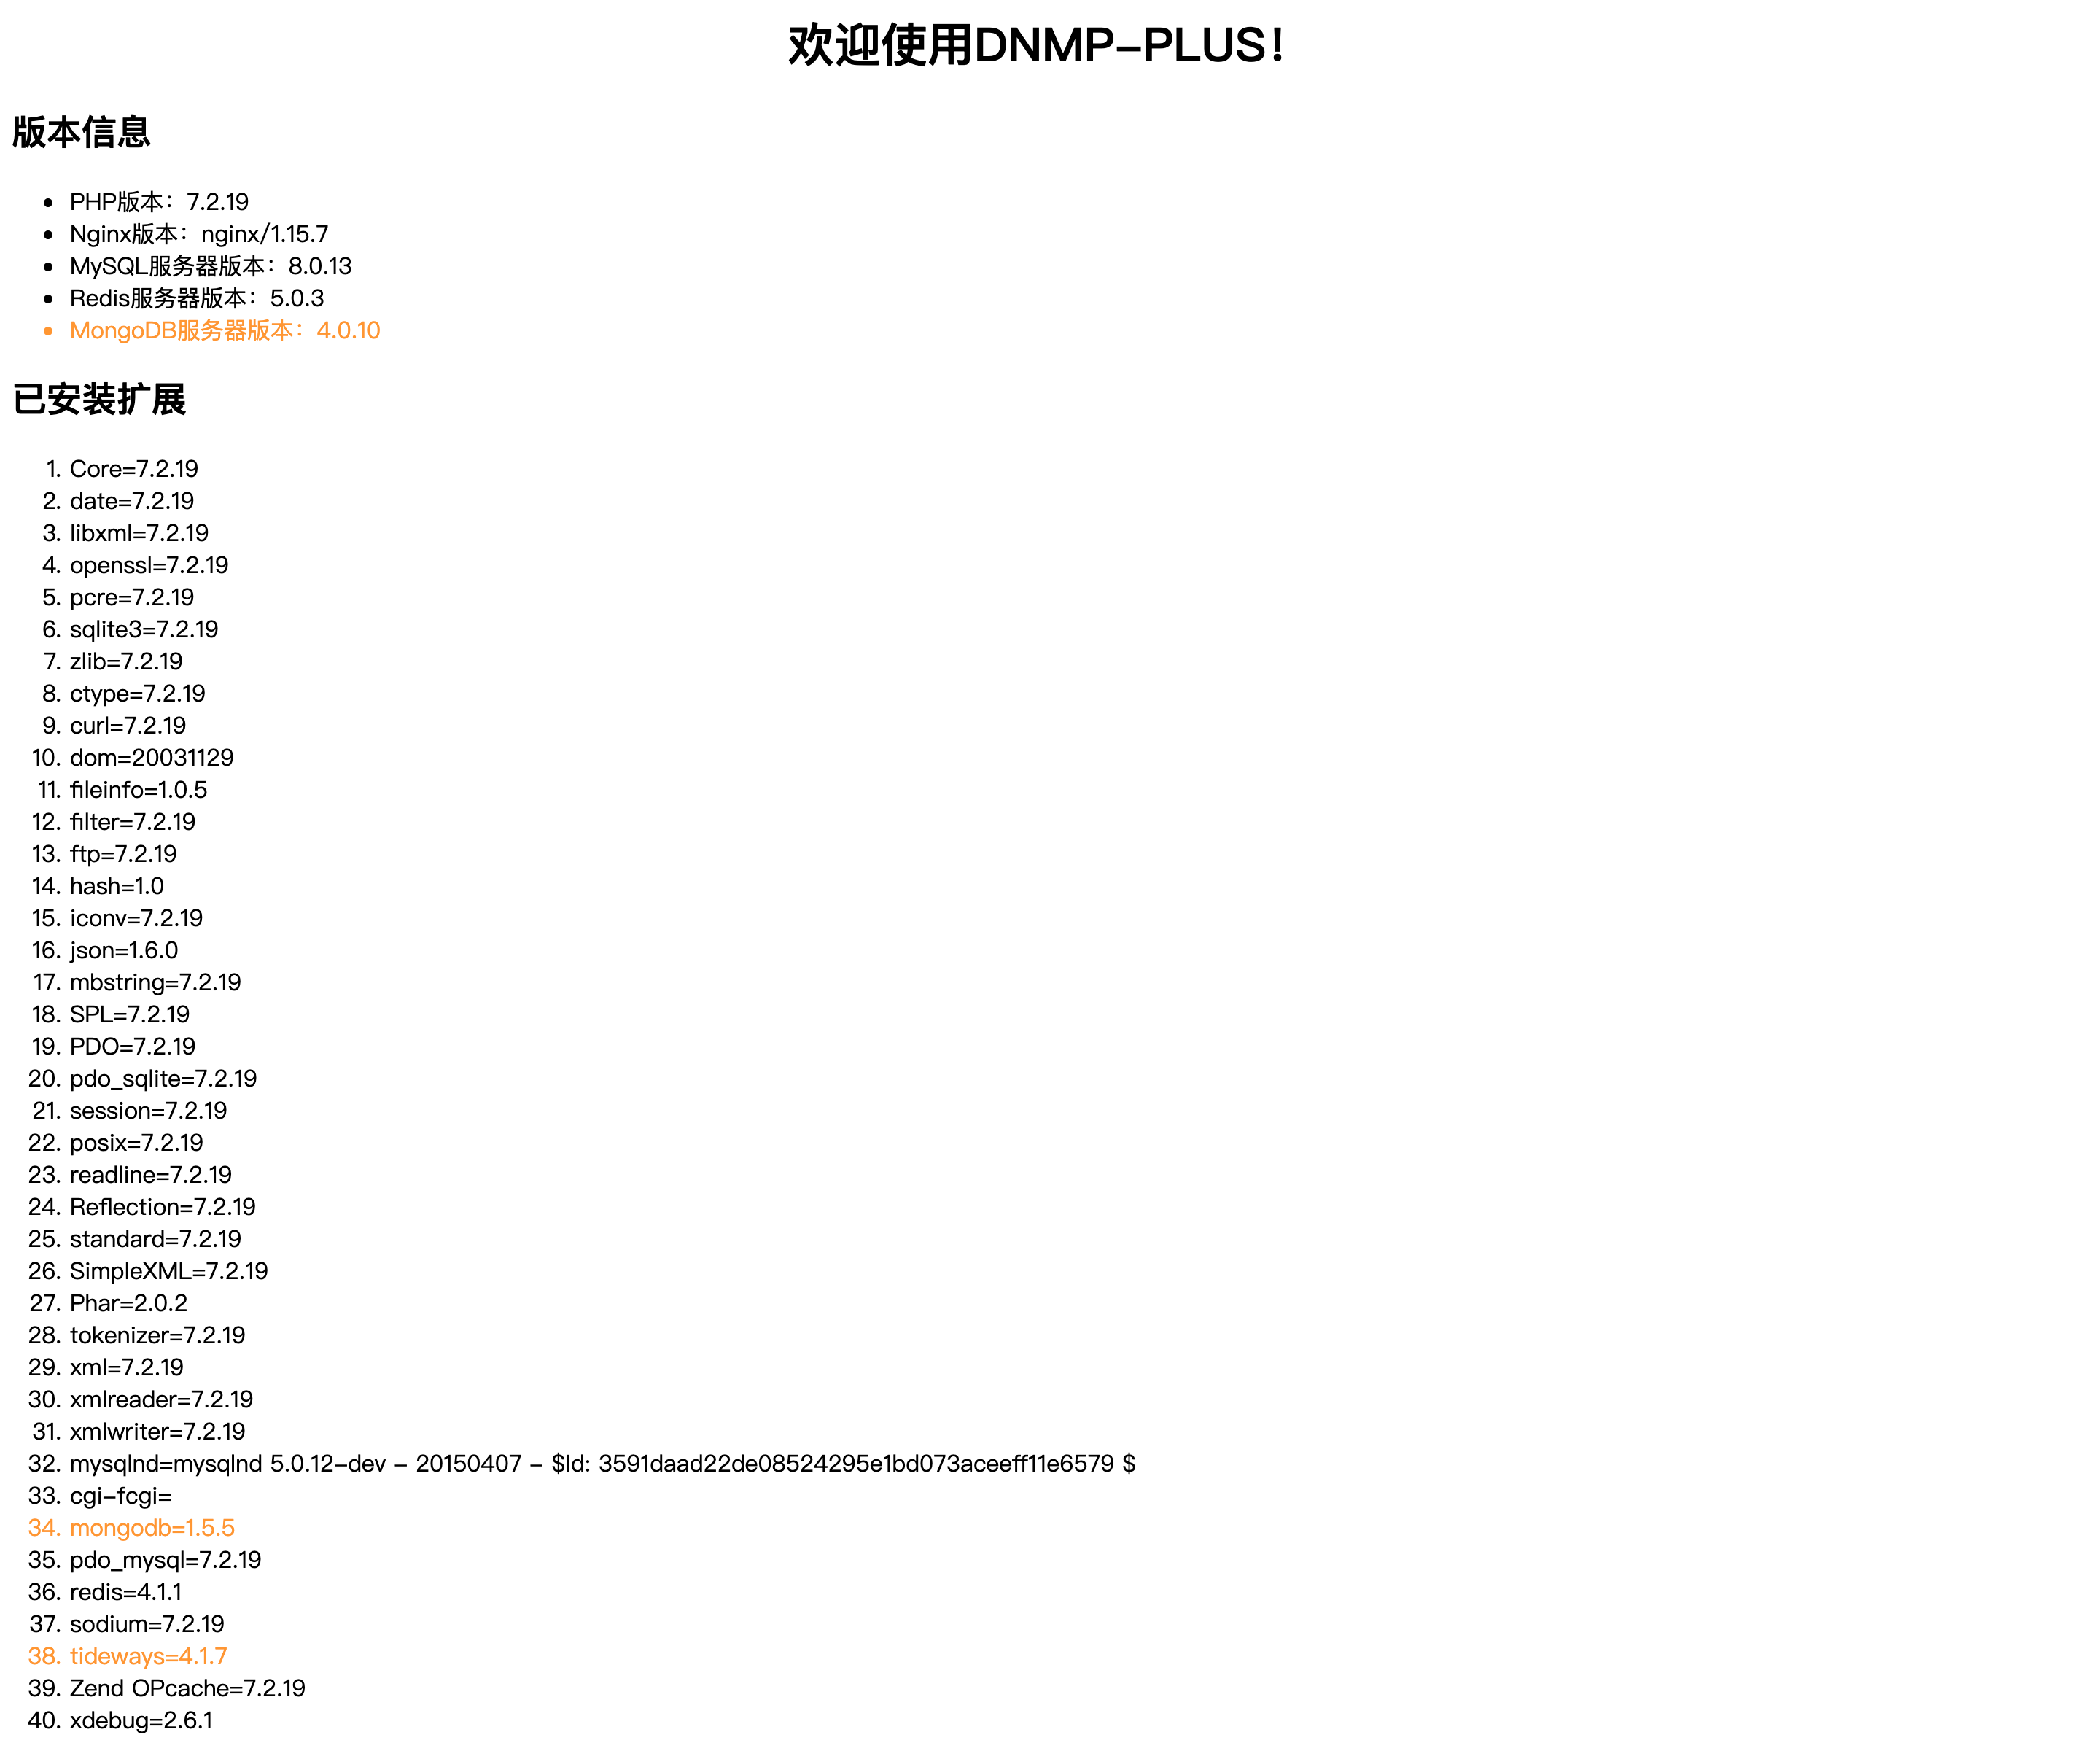 欢迎使用DNMP-PLUS！
版本信息
• PHP版本：7.2.19
• Nginx版本：nginx/1.15.7
• MySQL服务器版本：8.0.13
• Redis服务器版本：5.0.3
• MongoDB服务器版本：4.0.10
已安装扩展
1. Core=7.2.19
2. date=7.2.19
3. libxml=7.2.19
4. openssl=7.2.19
5. pcre=7.2.19
6. sqlite3=7.2.19
7. zlib=7.2.19
8. ctype=7.2.19
9. curl=7.2.19
10. dom=20031129
11. fileinfo=1.0.5
12. filter=7.2.19
13. ftp=7.2.19
14. hash=1.0
15. iconv=7.2.19
16. json=1.6.0
17. mbstring=7.2.19
18. SPL=7.2.19
19. PDO=7.2.19
20. pdo_sqlite=7.2.19
21. session=7.2.19
22. posix=7.2.19
23. readline=7.2.19
24. Reflection=7.2.19
25. standard=7.2.19
26. SimpleXML=7.2.19
27. Phar=2.0.2
28. tokenizer=7.2.19
29. xml=7.2.19
30. xmlreader=7.2.19
31. xmlwriter=7.2.19
32. mysqlnd=mysqlnd 5.0.12-dev - 20150407 - $Id: 3591daad22de08524295e1bd073aceeff11e6579 $
33. cgi-fcgi=
34. mongodb=1.5.5
35. pdo_mysql=7.2.19
36. redis=4.1.1
37. sodium=7.2.19
38. tideways=4.1.7
39. Zend OPcache=7.2.19
40. xdebug=2.6.1